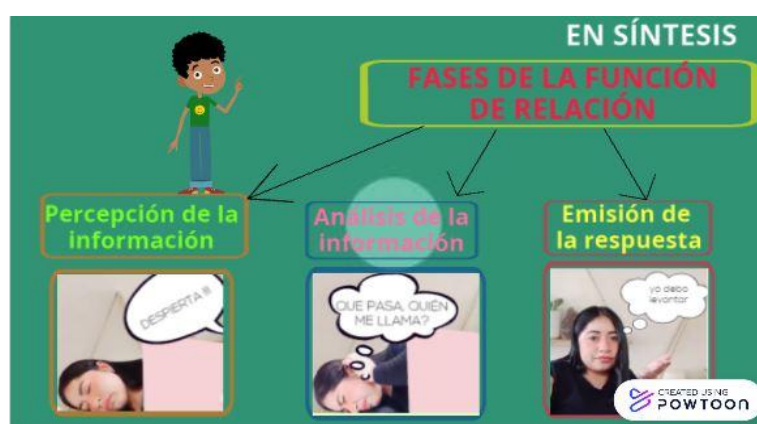 EN SÍNTESIS
FASES DE LA FUNCIÓN
DE RELACIÓN
Percepción de la
información
Análisis de la
información
Emisión de
la respuesta
DESPIERTA !!!
QUE PASA, QUIÉN
ME LLAMA?
ya debo
levantar
CREATED USING
POWTOON